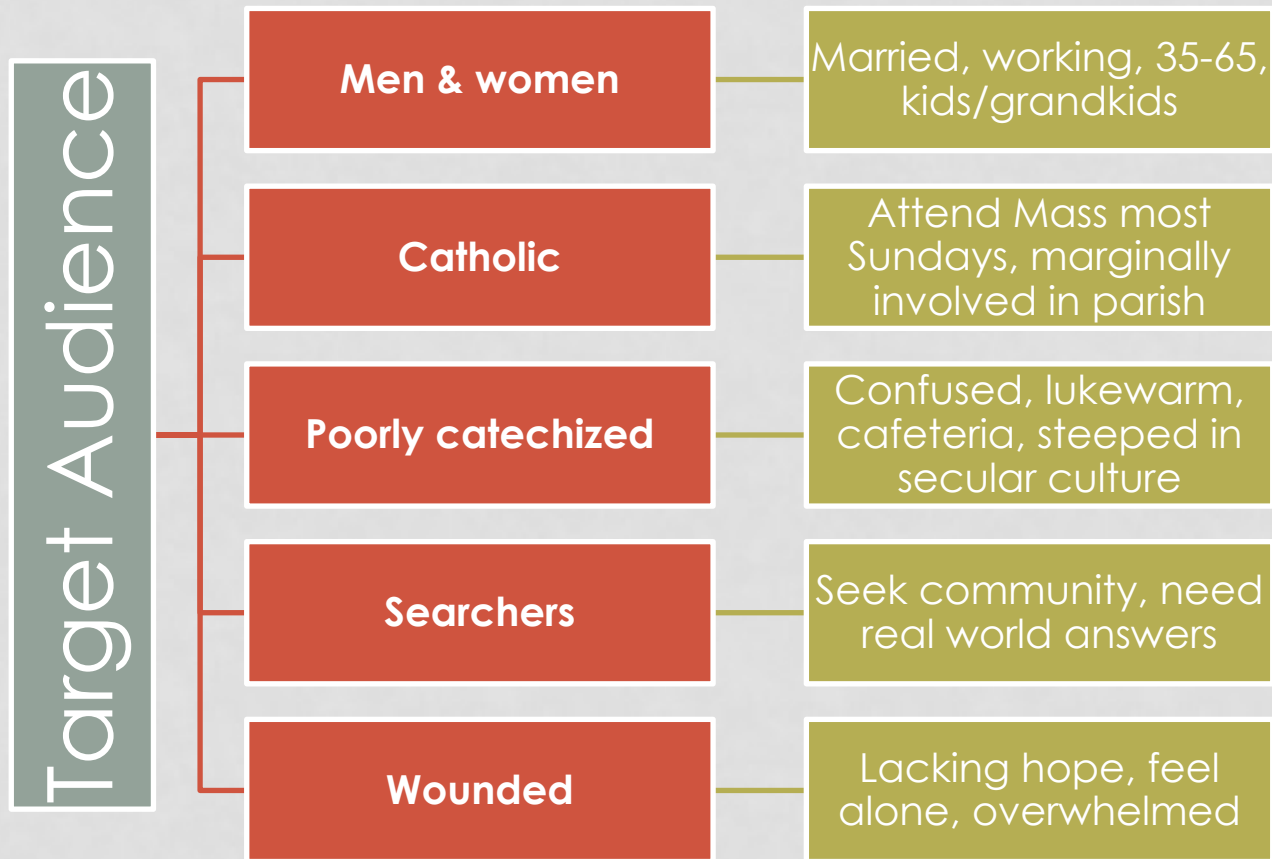 Target Audience
Men & women
Married, working, 35-65,
kids/grandkids
Catholic
Attend Mass most
Sundays, marginally
involved in parish
Poorly catechized
Confused, lukewarm,
cafeteria, steeped in
secular culture
Searchers
Seek community, need
real world answers
Wounded
Lacking hope, feel
alone, overwhelmed